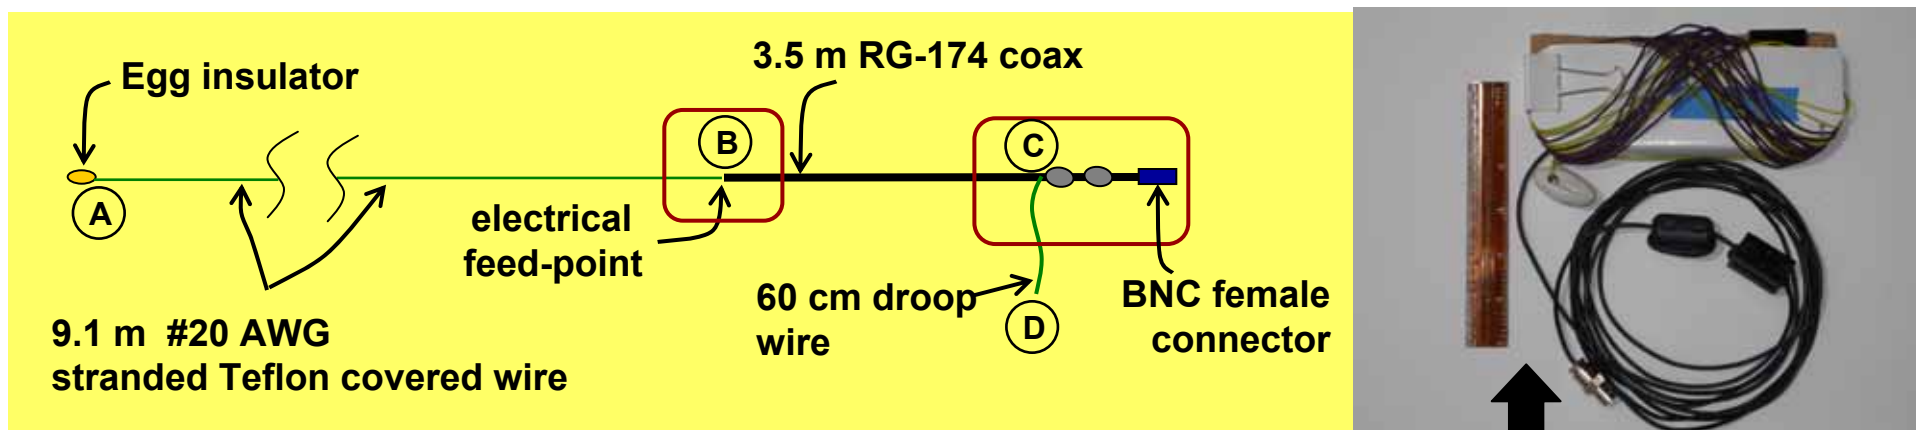 Egg insulator
3.5 m RG-174 coax
A
B
C
electrical
feed-point
60 cm droop
wire
D
BNC female
connector
9.1 m  #20 AWG
stranded Teflon covered wire